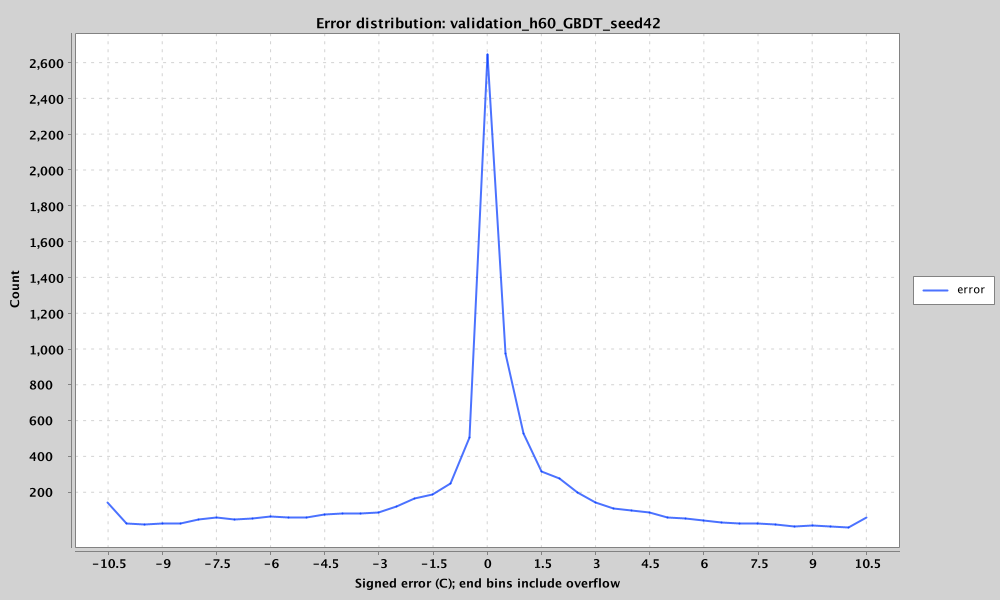 Error distribution: validation_h60_GBDT_seed42
2,600
2,400
2,200
2,000
1,800
1,600
1,400
1,200
1,000
800
600
400
200
Count
error
-10.5 -9 -7.5 -6 -4.5 -3 -1.5 0 1.5 3 4.5 6 7.5 9 10.5
Signed error (C); end bins include overflow